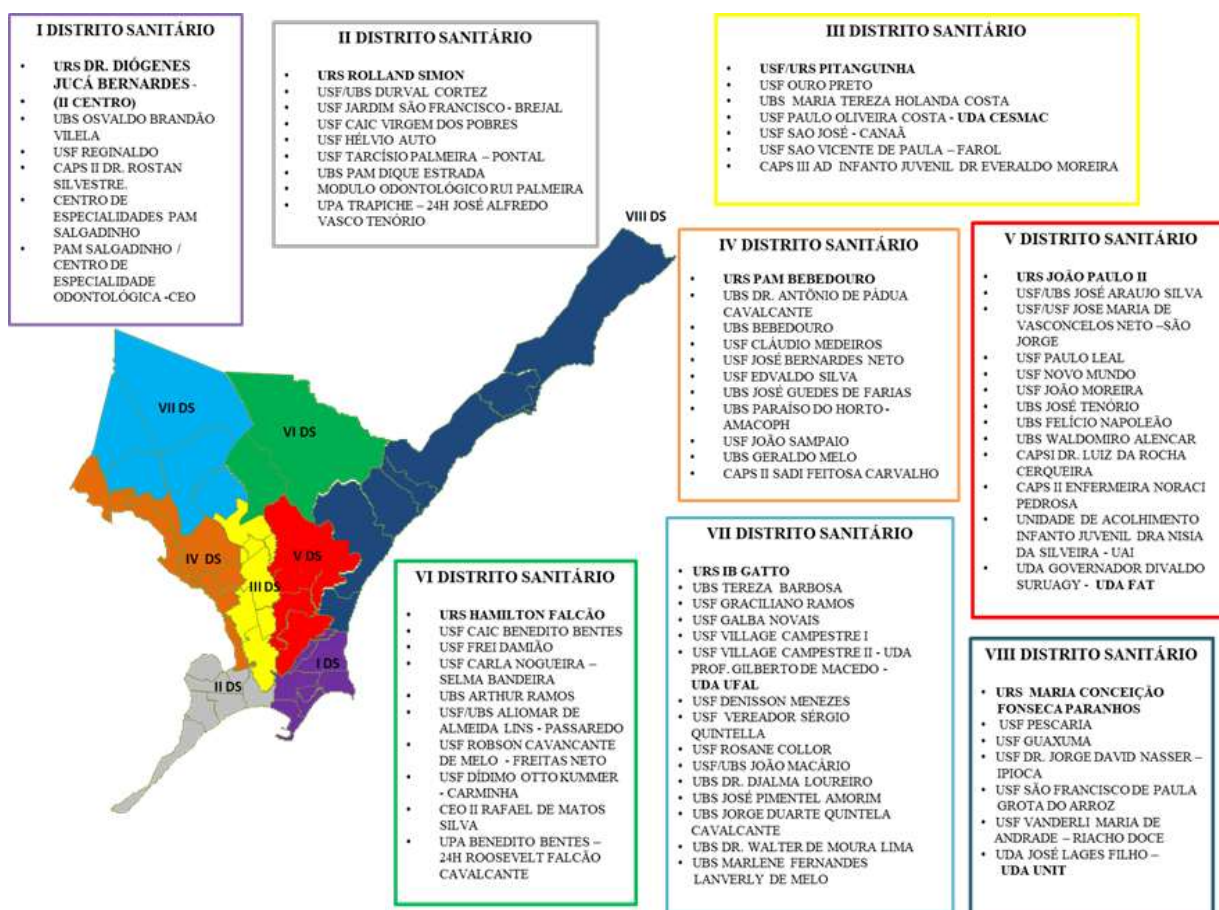 I DISTRITO SANITÁRIO
• URS DR. DIÓGENES
JUCÁ BERNARDES -
• (II CENTRO)
• UBS OSVALDO BRANDÃO
VILELA
• USF REGINALDO
• CAPS II DR. ROSTAN
SILVESTRE.
• CENTRO DE
ESPECIALIDADES PAM
SALGADINHO
• PAM SALGADINHO /
CENTRO DE
ESPECIALIDADE
ODONTOLÓGICA -CEO
II DISTRITO SANITÁRIO
• URS ROLLAND SIMON
• USF/UBS DURVAL CORTEZ
• USF JARDIM SÃO FRANCISCO - BREJAL
• USF CAIC VIRGEM DOS POBRES
• USF HÉLVIO AUTO
• USF TARCÍSIO PALMEIRA – PONTAL
• UBS PAM DIQUE ESTRADA
• MODULO ODONTOLÓGICO RUI PALMEIRA
• UPA TRAPICHE – 24H JOSÉ ALFREDO
VASCO TENÓRIO
III DISTRITO SANITÁRIO
• USF/URS PITANGUINHA
• USF OURO PRETO
• UBS MARIA TEREZA HOLANDA COSTA
• USF PAULO OLIVEIRA COSTA - UDA CESMAC
• USF SAO JOSÉ - CANAÃ
• USF SAO VICENTE DE PAULA – FAROL
• CAPS III AD INFANTO JUVENIL DR EVERALDO MOREIRA
IV DISTRITO SANITÁRIO
• URS PAM BEBEDOURO
• UBS DR. ANTÔNIO DE PÁDUA
CAVALCANTE
• UBS BEBEDOURO
• USF CLÁUDIO MEDEIROS
• USF JOSÉ BERNARDES NETO
• USF EDVALDO SILVA
• UBS JOSÉ GUEDES DE FARIAS
• UBS PARAÍSO DO HORTO -
AMACOPH
• USF JOÃO SAMPAIO
• UBS GERALDO MELO
• CAPS II SADI FEITOSA CARVALHO
V DISTRITO SANITÁRIO
• URS JOÃO PAULO II
• USF/UBS JOSÉ ARAUJO SILVA
• USF/USF JOSE MARIA DE
VASCONCELOS NETO –SÃO
JORGE
• USF PAULO LEAL
• USF NOVO MUNDO
• USF JOÃO MOREIRA
• UBS JOSÉ TENÓRIO
• UBS FELÍCIO NAPOLEÃO
• UBS WALDOMIRO ALENCAR
• CAPSI DR. LUIZ DA ROCHA
CERQUEIRA
• CAPS II ENFERMEIRA NORACI
PEDROSA
• UNIDADE DE ACOLHIMENTO
INFANTO JUVENIL DRA NISIA
DA SILVEIRA - UAI
• UDA GOVERNADOR DIVALDO
SURUAGY - UDA FAT
VIII DS
VII DS
VI DS
IV DS
V DS
III DS
I DS
II DS
VI DISTRITO SANITÁRIO
• URS HAMILTON FALCÃO
• USF CAIC BENEDITO BENTES
• USF FREI DAMIÃO
• USF CARLA NOGUEIRA –
SELMA BANDEIRA
• UBS ARTHUR RAMOS
• USF/UBS ALIOMAR DE
ALMEIDA LINS - PASSAREDO
• USF ROBSON CAVANCANTE
DE MELO - FREITAS NETO
• USF DÍDIMO OTTO KUMMER
- CARMINHA
• CEO II RAFAEL DE MATOS
SILVA
• UPA BENEDITO BENTES –
24H ROOSEVELT FALCÃO
CAVALCANTE
VII DISTRITO SANITÁRIO
• URS IB GATTO
• UBS TEREZA BARBOSA
• USF GRACILIANO RAMOS
• USF GALBA NOVAIS
• USF VILLAGE CAMPESTRE I
• USF VILLAGE CAMPESTRE II - UDA
PROF. GILBERTO DE MACEDO -
UDA UFAL
• USF DENISSON MENEZES
• USF VEREADOR SÉRGIO
QUINTELLA
• USF ROSANE COLLOR
• USF/UBS JOÃO MACÁRIO
• UBS DR. DJALMA LOUREIRO
• UBS JOSÉ PIMENTEL AMORIM
• UBS JORGE DUARTE QUINTELA
CAVALCANTE
• UBS DR. WALTER DE MOURA LIMA
• UBS MARLENE FERNANDES
LANVERLY DE MELO
VIII DISTRITO SANITÁRIO
• URS MARIA CONCEIÇÃO
FONSECA PARANHOS
• USF PESCARIA
• USF GUAXUMA
• USF DR. JORGE DAVID NASSER –
IPIOCA
• USF SÃO FRANCISCO DE PAULA
GROTA DO ARROZ
• USF VANDERLI MARIA DE
ANDRADE – RIACHO DOCE
• UDA JOSÉ LAGES FILHO –
UDA UNIT